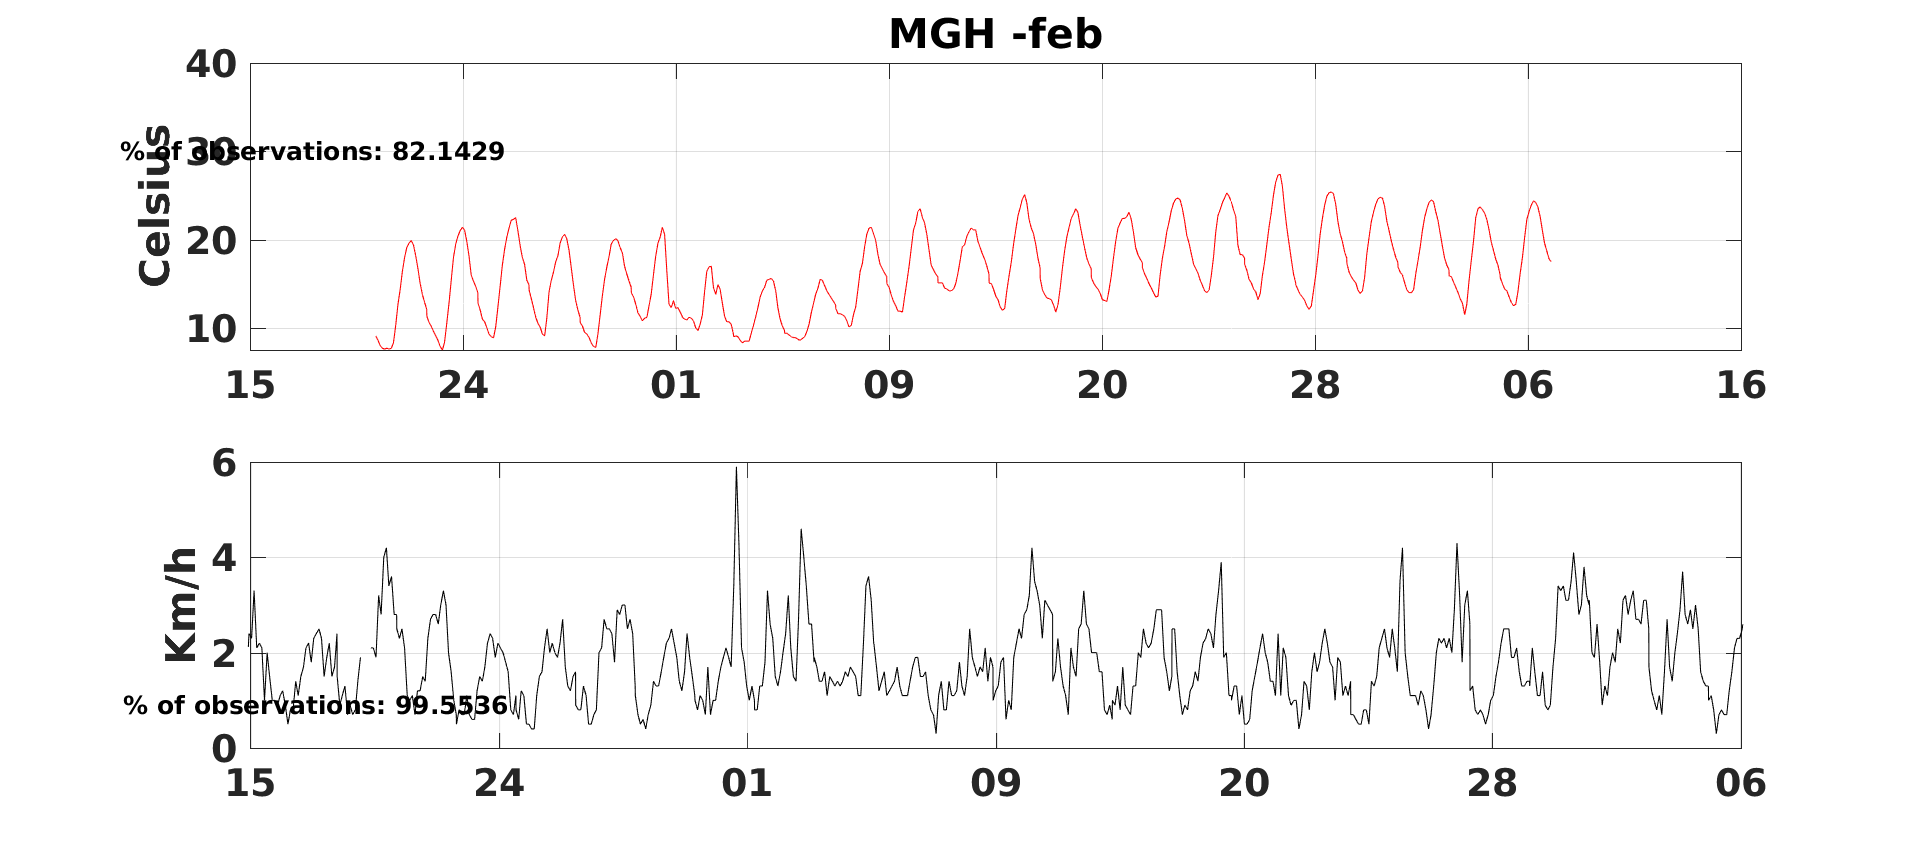 MGH -feb
40
30
20
10
Celsius
% of observations: 82.1429
15 24 01 09 20 28 06 16
6
4
2
0
Km/h
% of observations: 99.5536
15 24 01 09 20 28 06